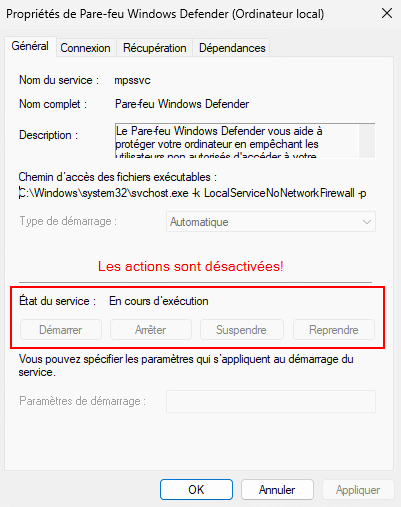 Propriétés de Pare-feu Windows Defender (Ordinateur local)
Général Connexion Récupération Dépendances
Nom du service : mpssvc
Nom complet : Pare-feu Windows Defender
Description : Le Pare-feu Windows Defender vous aide à
protéger votre ordinateur en empêchant les
utilisateurs non autorisés d'accéder à votre
Chemin d'accès des fichiers exécutables :
C:\Windows\system32\svchost.exe -k LocalServiceNoNetworkFirewall -p
Type de démarrage : Automatique
Les actions sont désactivées!
État du service : En cours d'exécution
Démarrer Arrêter Suspendre Reprendre
Vous pouvez spécifier les paramètres qui s'appliquent au démarrage du
service.
Paramètres de démarrage :
OK Annuler Appliquer